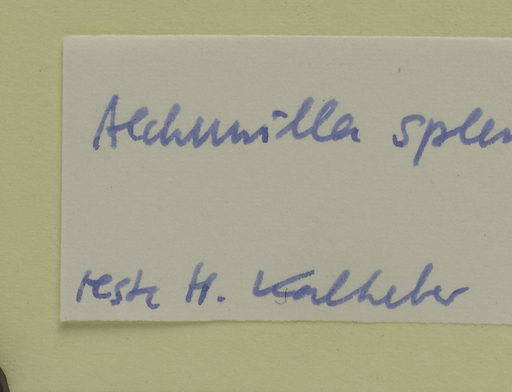 Alchemilla splen
teste H. Kalheber